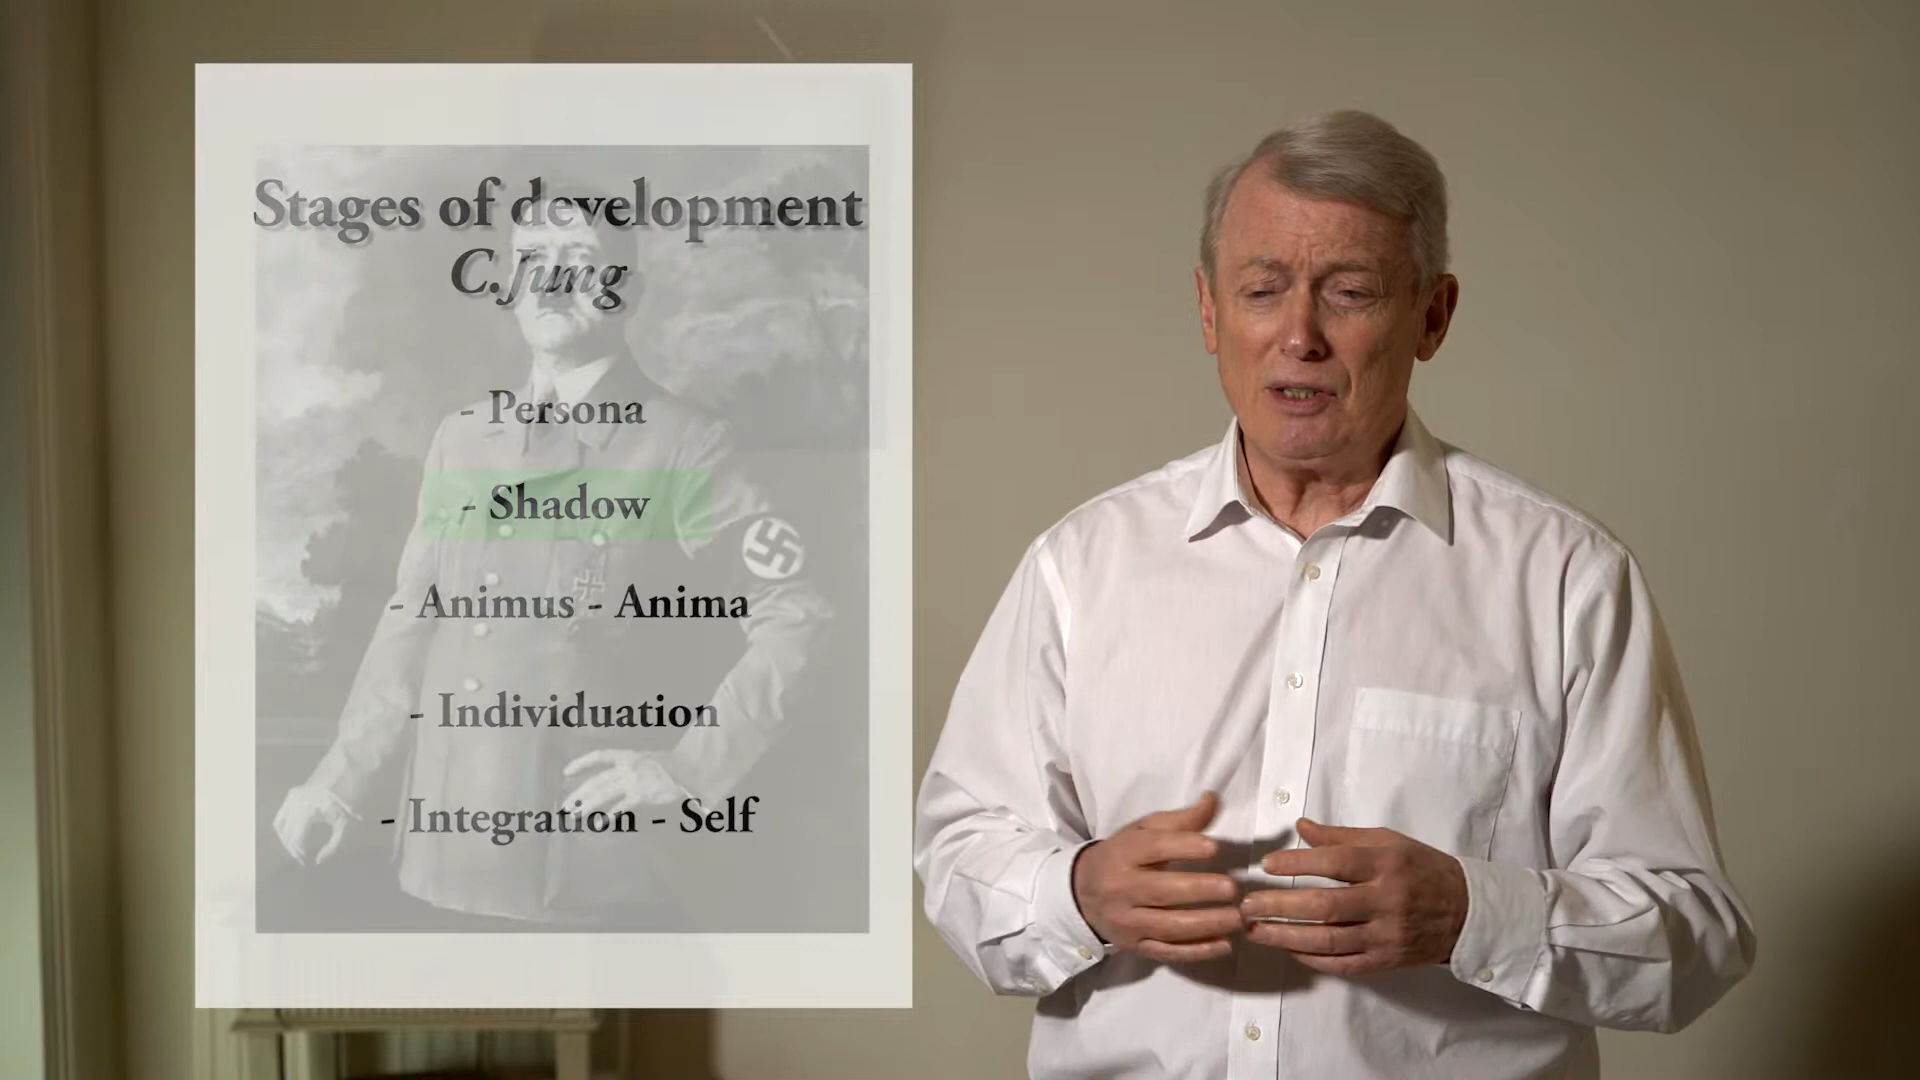 Stages of development
C. Jung
- Persona
- Shadow
- Animus - Anima
- Individuation
- Integration - Self